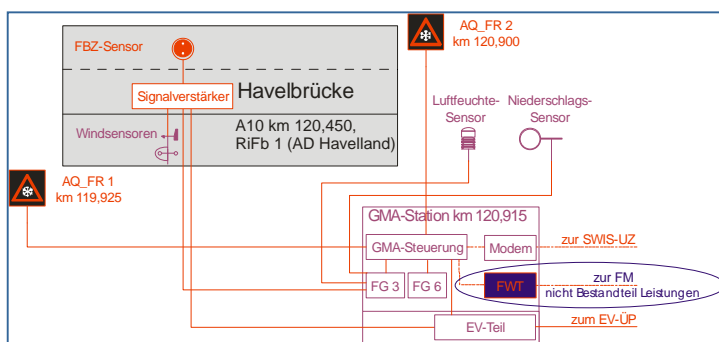 AQ_FR 2
km 120,900
FBZ-Sensor
Signalverstärker
Havelbrücke
Windsensoren
A10 km 120,450,
RiFb 1 (AD Havelland)
Luftfeuchte-
Sensor
Niederschlags-
Sensor
AQ_FR 1
km 119,925
GMA-Station km 120,915
GMA-Steuerung
Modem
zur SWIS-UZ
FG 3
FG 6
FWT
zur FM
nicht Bestandteil Leistungen
EV-Teil
zum EV-ÜP